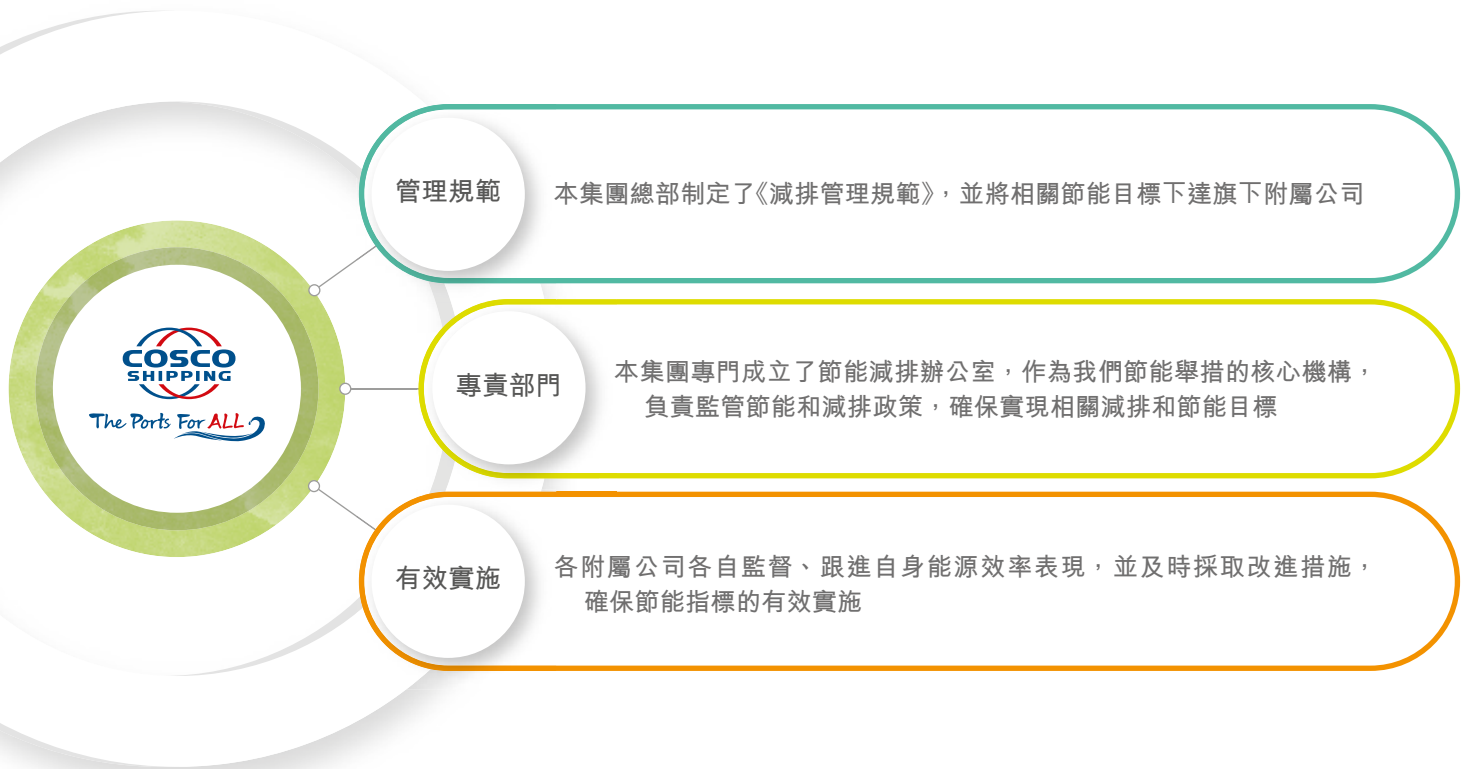 COSCO
SHIPPING
The Ports For ALL
管理規範
本集團總部制定了《減排管理規範》，並將相關節能目標下達旗下附屬公司
專責部門
本集團專門成立了節能減排辦公室，作為我們節能舉措的核心機構，
負責監管節能和減排政策，確保實現相關減排和節能目標
有效實施
各附屬公司各自監督、跟進自身能源效率表現，並及時採取改進措施，
確保節能指標的有效實施